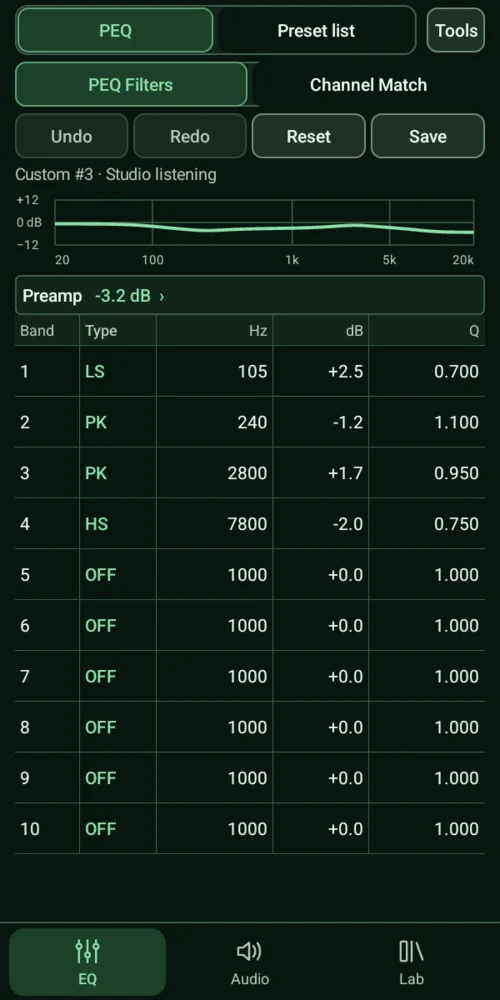 PEQ Preset list Tools
PEQ Filters Channel Match
Undo Redo Reset Save
Custom #3 · Studio listening
+12
0 dB
−12
20 100 1k 5k 20k
Preamp -3.2 dB ›
Band Type Hz dB Q
1 LS 105 +2.5 0.700
2 PK 240 -1.2 1.100
3 PK 2800 +1.7 0.950
4 HS 7800 -2.0 0.750
5 OFF 1000 +0.0 1.000
6 OFF 1000 +0.0 1.000
7 OFF 1000 +0.0 1.000
8 OFF 1000 +0.0 1.000
9 OFF 1000 +0.0 1.000
10 OFF 1000 +0.0 1.000
EQ Audio Lab